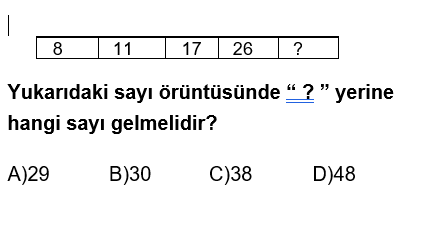 8 11 17 26 ?
Yukarıdaki sayı örüntüsünde “ ? ” yerine
hangi sayı gelmelidir?
A)29 B)30 C)38 D)48